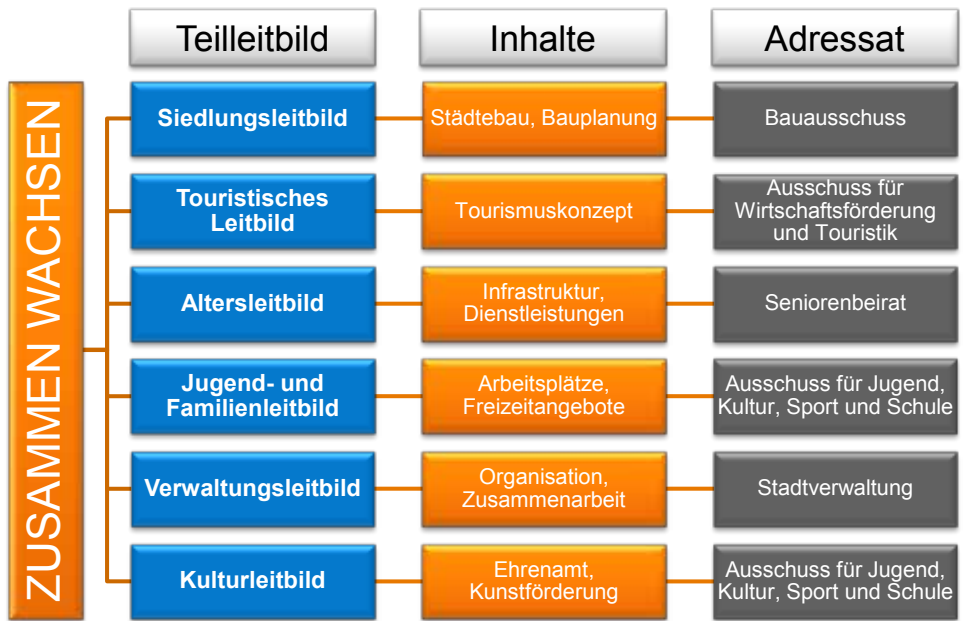 Teilleitbild
Inhalte
Adressat
ZUSAMMEN WACHSEN
Siedlungsleitbild
Städtebau, Bauplanung
Bauausschuss
Touristisches
Leitbild
Tourismuskonzept
Ausschuss für
Wirtschaftsförderung
und Touristik
Altersleitbild
Infrastruktur,
Dienstleistungen
Seniorenbeirat
Jugend- und
Familienleitbild
Arbeitsplätze,
Freizeitangebote
Ausschuss für Jugend,
Kultur, Sport und Schule
Verwaltungsleitbild
Organisation,
Zusammenarbeit
Stadtverwaltung
Kulturleitbild
Ehrenamt,
Kunstförderung
Ausschuss für Jugend,
Kultur, Sport und Schule